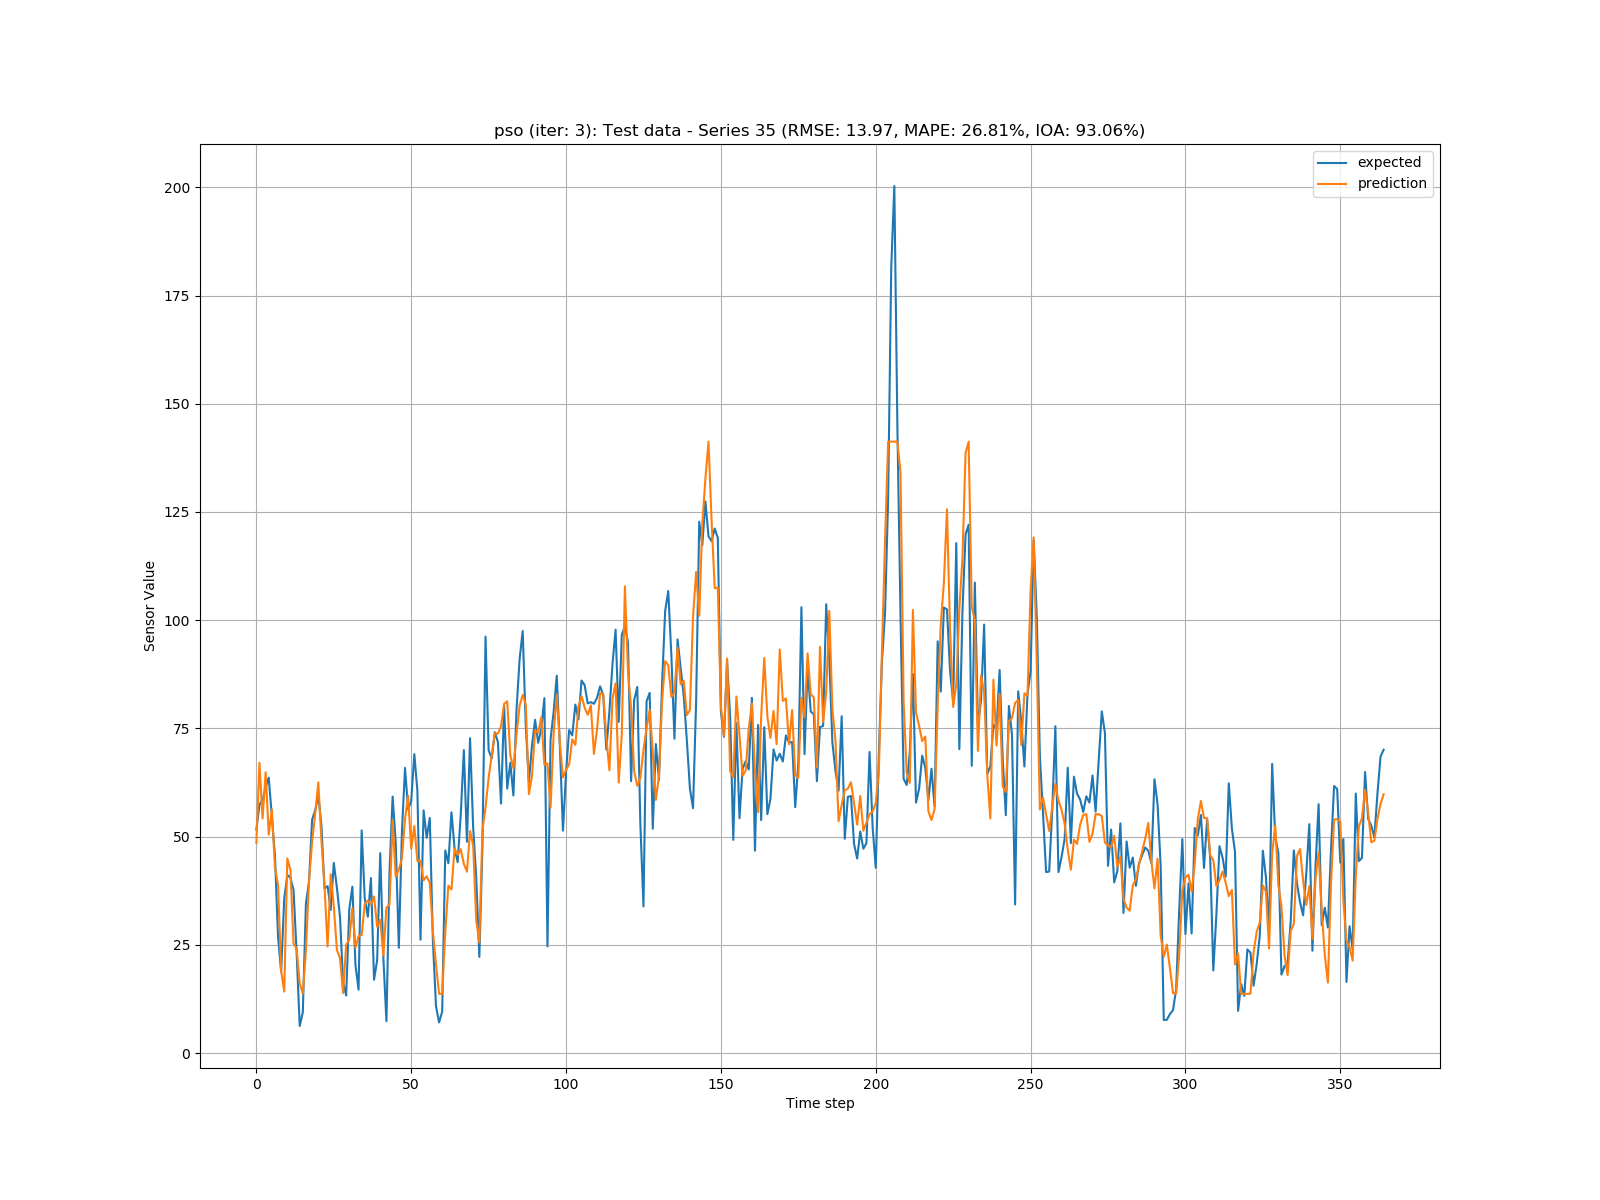 pso (iter: 3): Test data - Series 35 (RMSE: 13.97, MAPE: 26.81%, IOA: 93.06%)
expected
prediction
200
175
150
125
100
75
50
25
0
Sensor Value
0 50 100 150 200 250 300 350
Time step